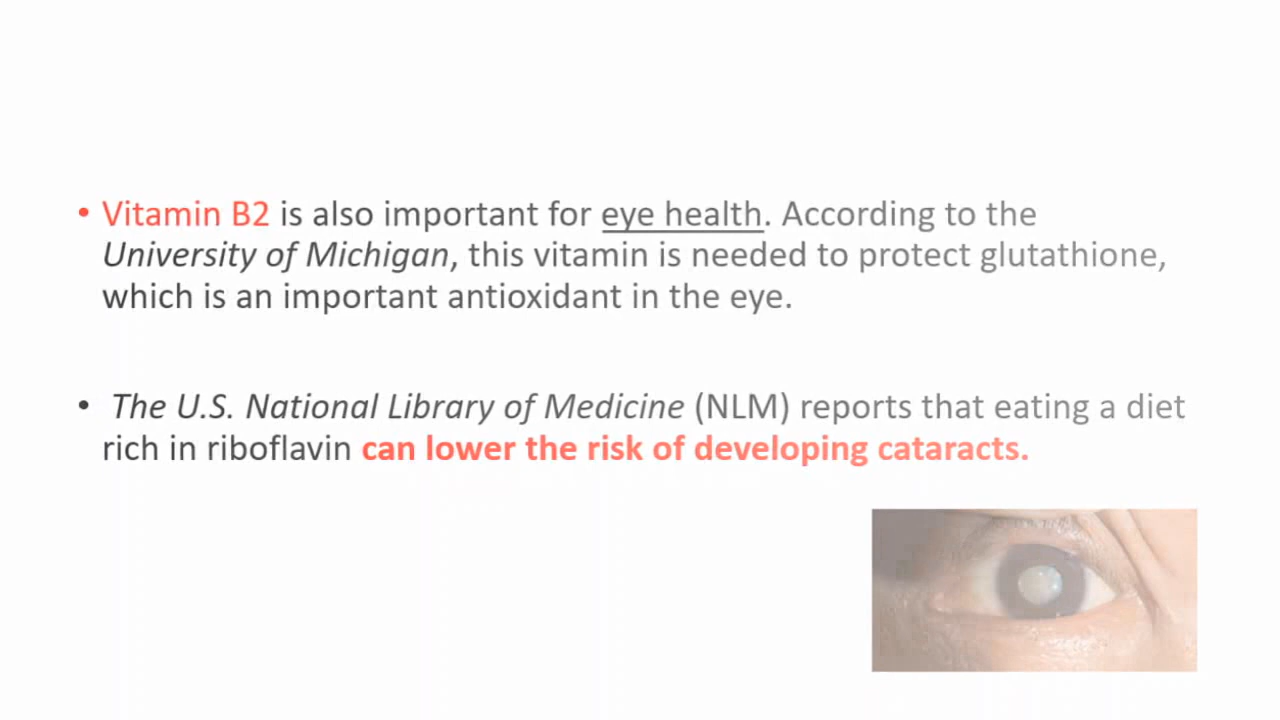 • Vitamin B2 is also important for eye health. According to the
University of Michigan, this vitamin is needed to protect glutathione,
which is an important antioxidant in the eye.
• The U.S. National Library of Medicine (NLM) reports that eating a diet
rich in riboflavin can lower the risk of developing cataracts.